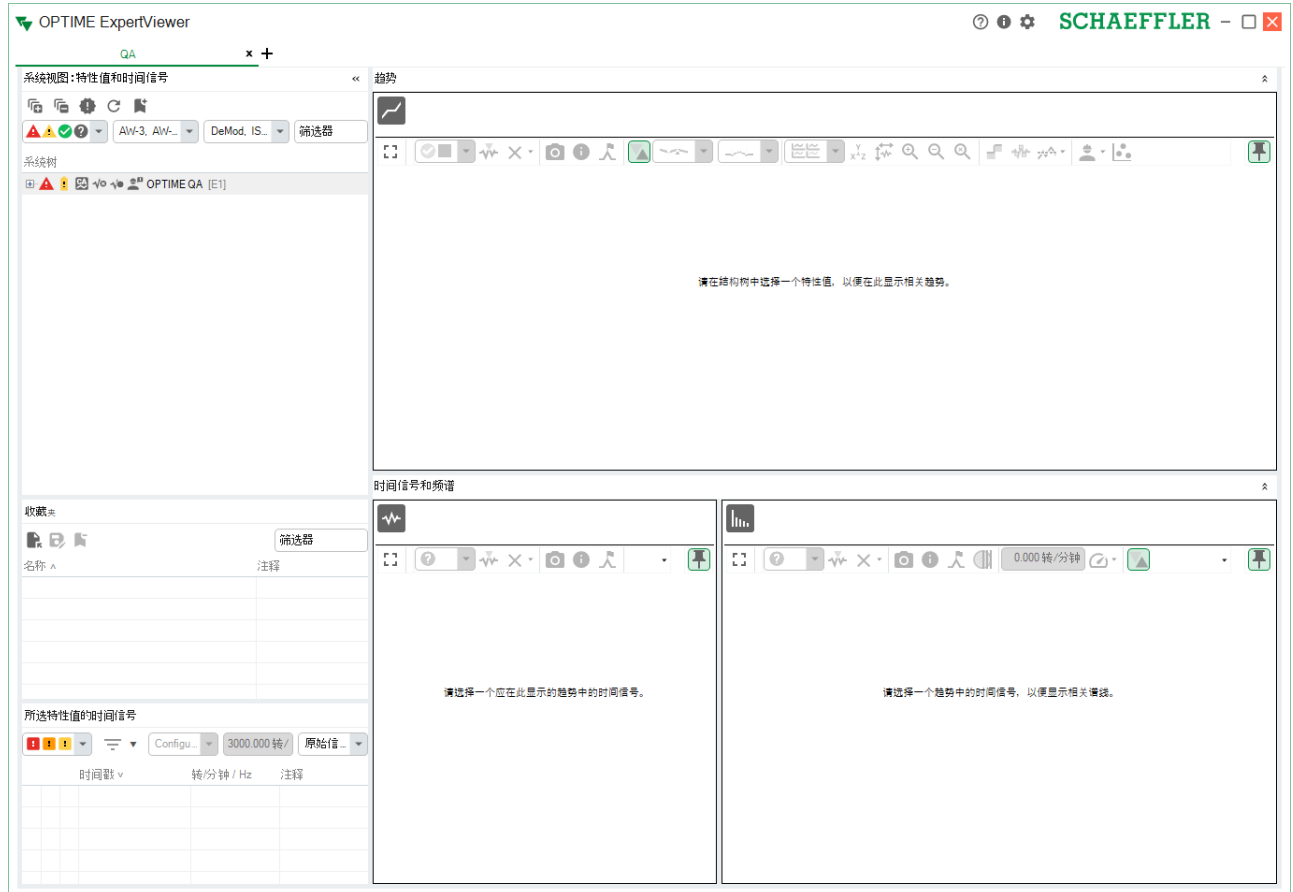 OPTIME ExpertViewer
SCHAEFFLER
QA
系统视图:特性值和时间信号
趋势
AW-3, AW-...
DeMod, IS...
筛选器
系统树
OPTIME QA [E1]
请在结构树中选择一个特性值，以便在此显示相关趋势。
收藏夹
筛选器
名称
注释
时间信号和频谱
0.000 转/分钟
请选择一个应在此显示的趋势中的时间信号。
请选择一个趋势中的时间信号，以便显示相关谱线。
所选特性值的时间信号
Configu...
3000.000 转/
原始信...
时间戳
转/分钟 / Hz
注释